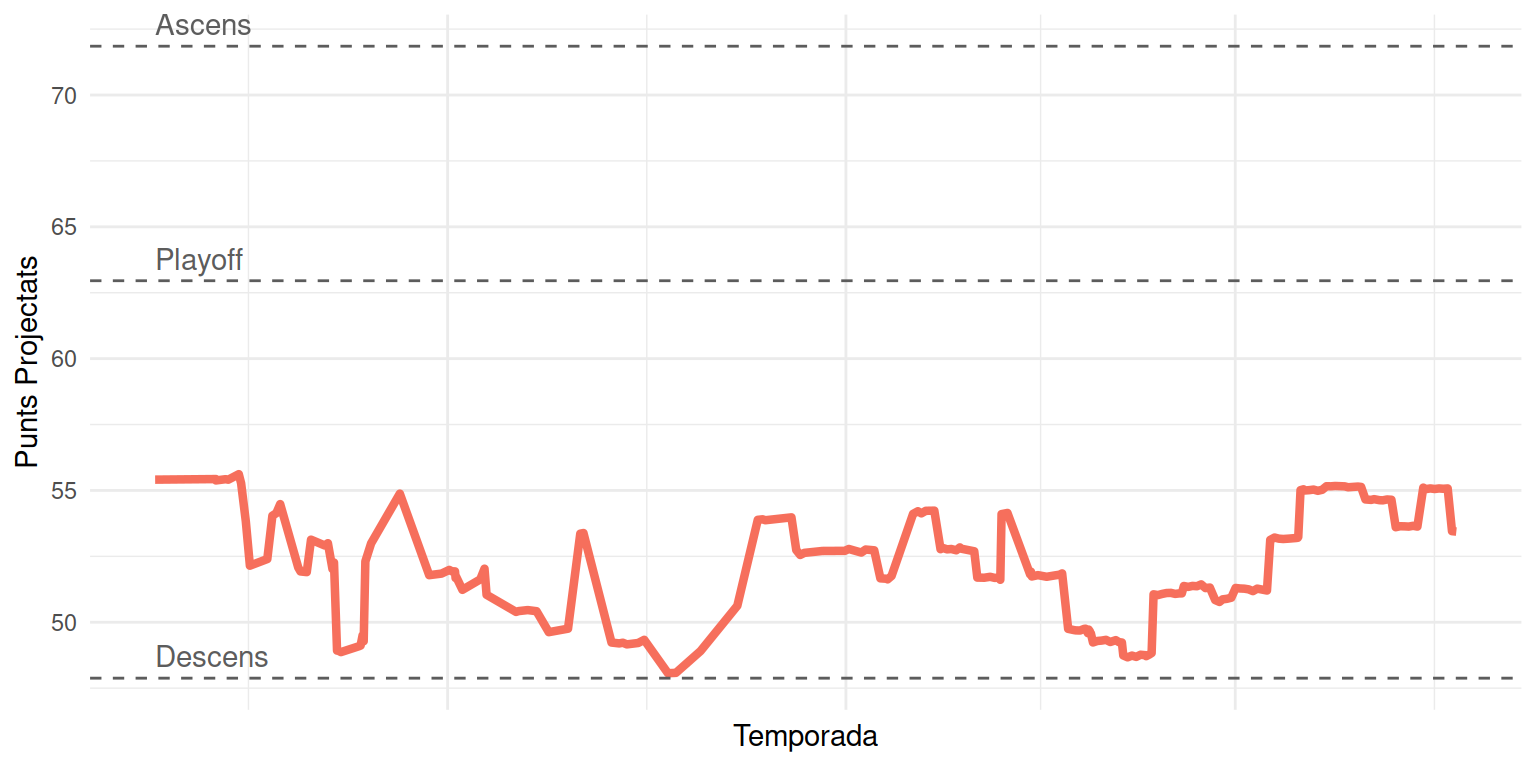 Ascens
70
65
Playoff
60
55
50
Descens
Punts Projectats
Temporada